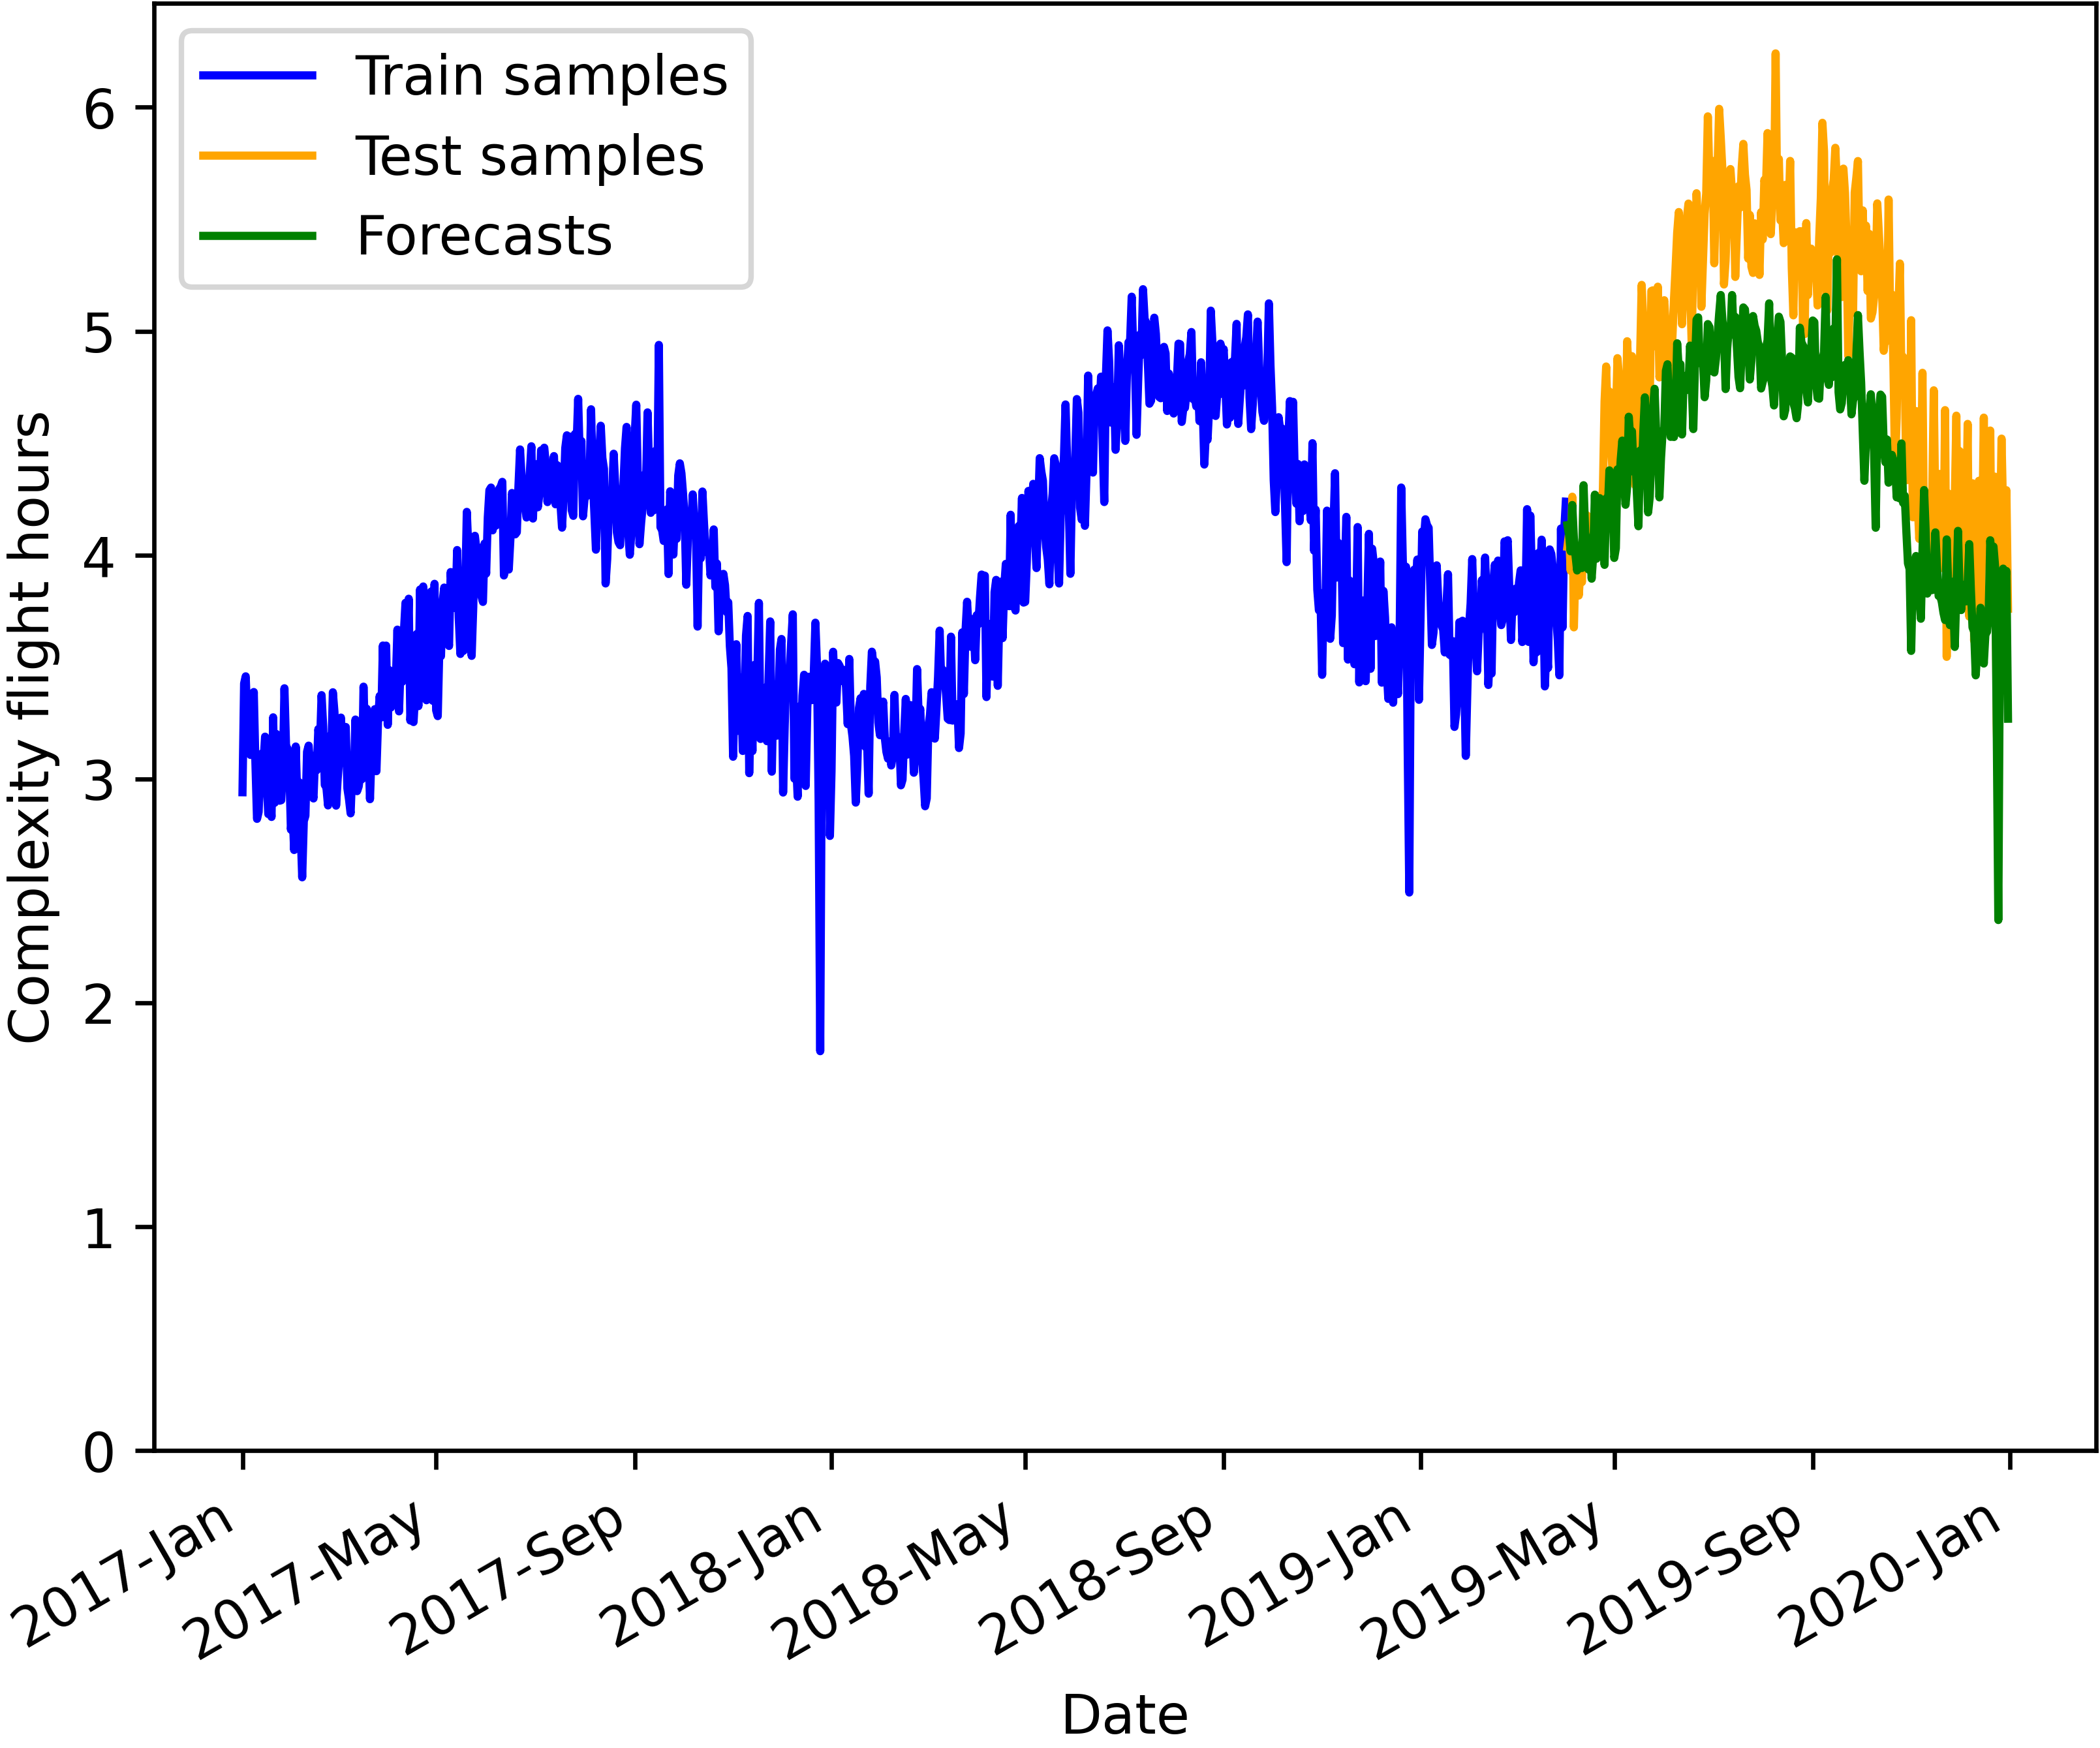 Train samples
Test samples
Forecasts
Complexity flight hours
6
5
4
3
2
1
0
2017-Jan
2017-May
2017-Sep
2018-Jan
2018-May
2018-Sep
2019-Jan
2019-May
2019-Sep
2020-Jan
Date